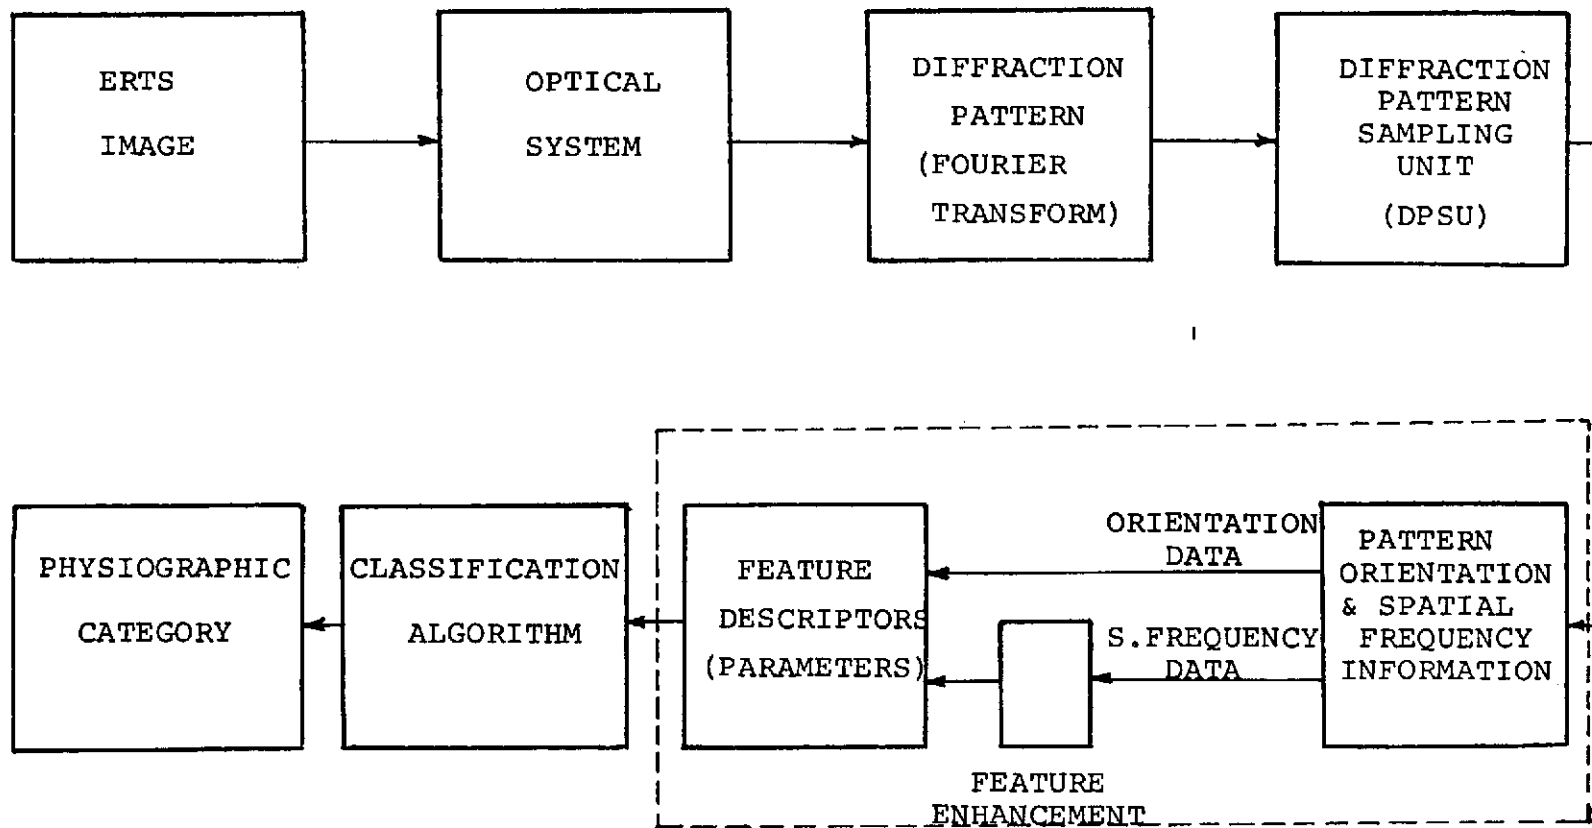 ERTS
IMAGE
OPTICAL
SYSTEM
DIFFRACTION
PATTERN
(FOURIER
TRANSFORM)
DIFFRACTION
PATTERN
SAMPLING
UNIT
(DPSU)
PHYSIOGRAPHIC
CATEGORY
CLASSIFICATION
ALGORITHM
FEATURE
DESCRIPTORS
(PARAMETERS)
ORIENTATION
DATA
S.FREQUENCY
DATA
PATTERN
ORIENTATION
& SPATIAL
FREQUENCY
INFORMATION
FEATURE
ENHANCEMENT